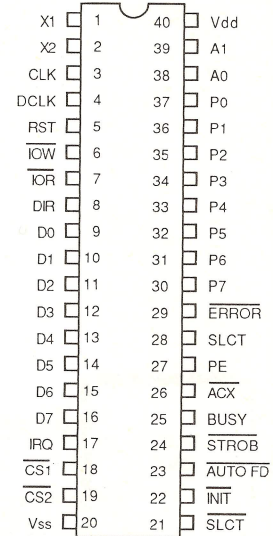 X1 1 40 Vdd
X2 2 39 A1
CLK 3 38 A0
DCLK 4 37 P0
RST 5 36 P1
IOW 6 35 P2
IOR 7 34 P3
DIR 8 33 P4
D0 9 32 P5
D1 10 31 P6
D2 11 30 P7
D3 12 29 ERROR
D4 13 28 SLCT
D5 14 27 PE
D6 15 26 ACX
D7 16 25 BUSY
IRQ 17 24 STROB
CS1 18 23 AUTO FD
CS2 19 22 INIT
Vss 20 21 SLCT